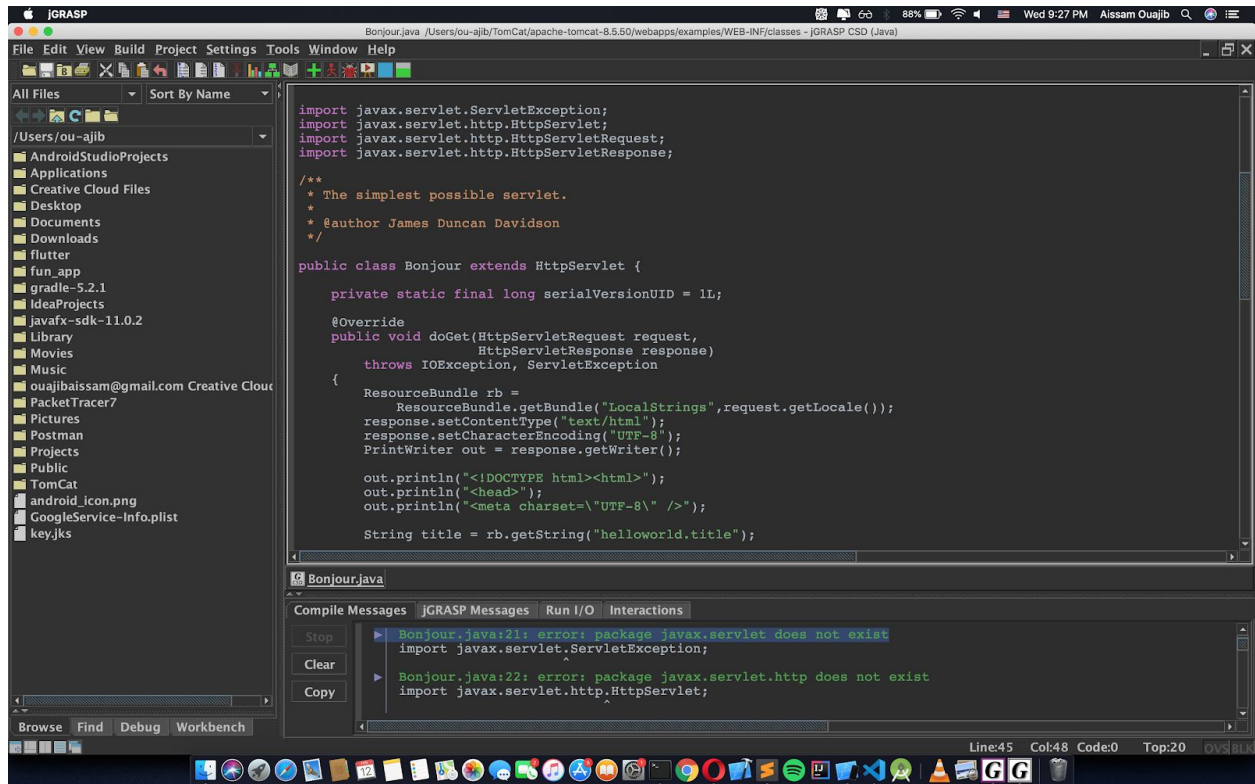 jGRASP
88% Wed 9:27 PM Aissam Ouajib
Bonjour.java /Users/ou-ajib/TomCat/apache-tomcat-8.5.50/webapps/examples/WEB-INF/classes - jGRASP CSD (Java)
File Edit View Build Project Settings Tools Window Help
All Files Sort By Name
/Users/ou-ajib
AndroidStudioProjects
Applications
Creative Cloud Files
Desktop
Documents
Downloads
flutter
fun_app
gradle-5.2.1
IdeaProjects
javafx-sdk-11.0.2
Library
Movies
Music
ouajibaissam@gmail.com Creative Cloud
PacketTracer7
Pictures
Postman
Projects
Public
TomCat
android_icon.png
GoogleService-Info.plist
key.jks
Browse Find Debug Workbench
import javax.servlet.ServletException;
import javax.servlet.http.HttpServlet;
import javax.servlet.http.HttpServletRequest;
import javax.servlet.http.HttpServletResponse;
/**
* The simplest possible servlet.
*
* @author James Duncan Davidson
*/
public class Bonjour extends HttpServlet {
private static final long serialVersionUID = 1L;
@Override
public void doGet(HttpServletRequest request,
HttpServletResponse response)
throws IOException, ServletException
{
ResourceBundle rb =
ResourceBundle.getBundle("LocalStrings",request.getLocale());
response.setContentType("text/html");
response.setCharacterEncoding("UTF-8");
PrintWriter out = response.getWriter();
out.println("<!DOCTYPE html><html>");
out.println("<head>");
out.println("<meta charset=\"UTF-8\" />");
String title = rb.getString("helloworld.title");
Bonjour.java
Compile Messages jGRASP Messages Run I/O Interactions
Stop
Clear
Copy
Bonjour.java:21: error: package javax.servlet does not exist
import javax.servlet.ServletException;
^
Bonjour.java:22: error: package javax.servlet.http does not exist
import javax.servlet.http.HttpServlet;
^
Line:45 Col:48 Code:0 Top:20 OVS BLK